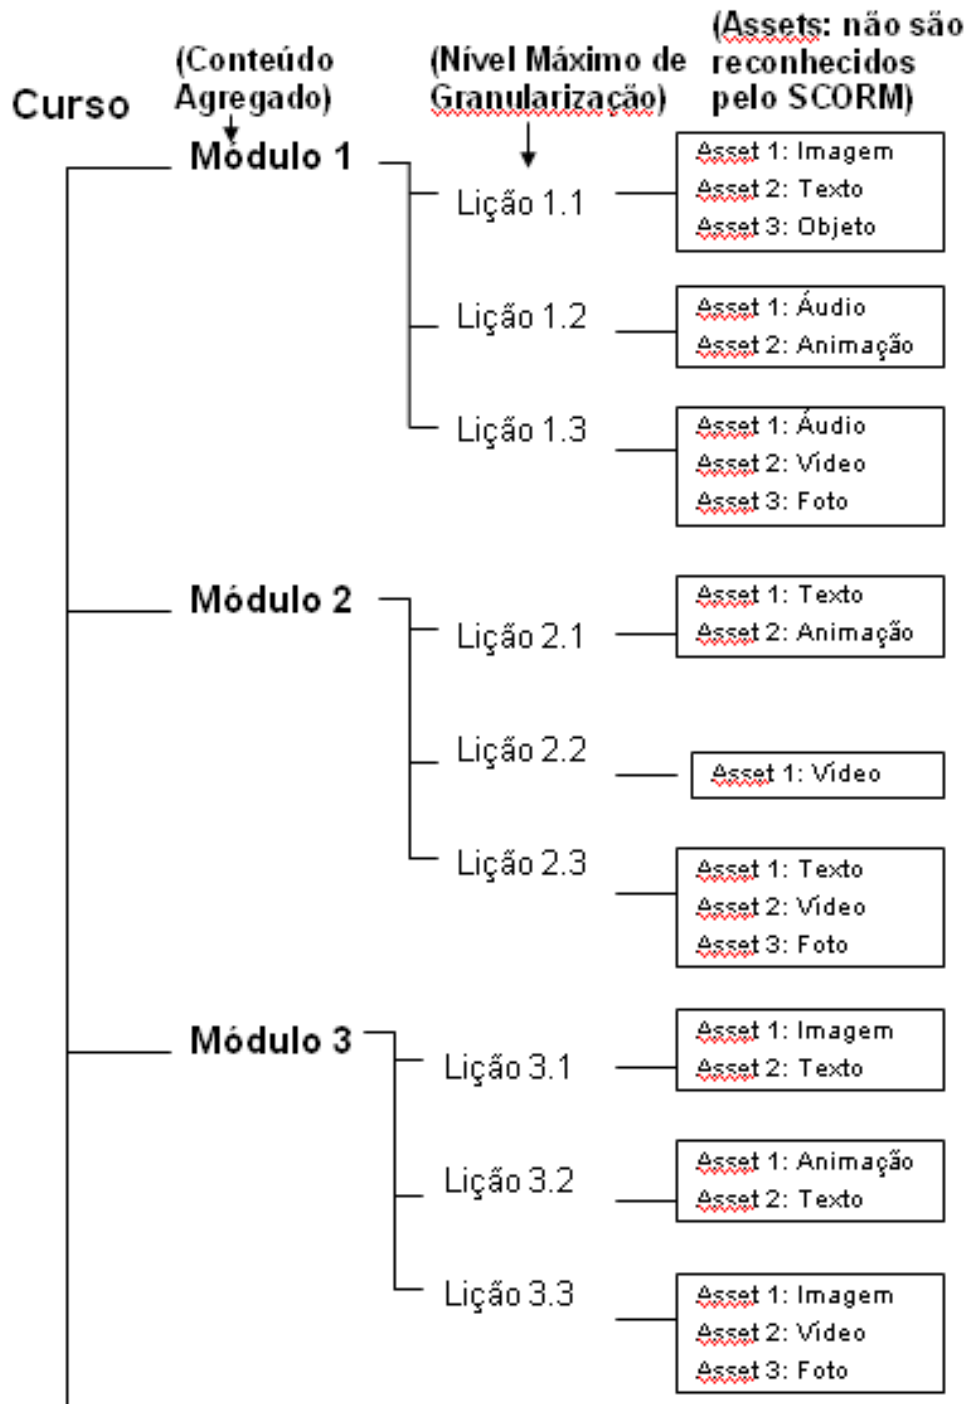 Curso
(Conteúdo
Agregado)
(Nível Máximo de
Granularização)
(Assets: não são
reconhecidos
pelo SCORM)
Módulo 1
Lição 1.1
Asset 1: Imagem
Asset 2: Texto
Asset 3: Objeto
Lição 1.2
Asset 1: Áudio
Asset 2: Animação
Lição 1.3
Asset 1: Áudio
Asset 2: Vídeo
Asset 3: Foto
Módulo 2
Lição 2.1
Asset 1: Texto
Asset 2: Animação
Lição 2.2
Asset 1: Vídeo
Lição 2.3
Asset 1: Texto
Asset 2: Vídeo
Asset 3: Foto
Módulo 3
Lição 3.1
Asset 1: Imagem
Asset 2: Texto
Lição 3.2
Asset 1: Animação
Asset 2: Texto
Lição 3.3
Asset 1: Imagem
Asset 2: Vídeo
Asset 3: Foto